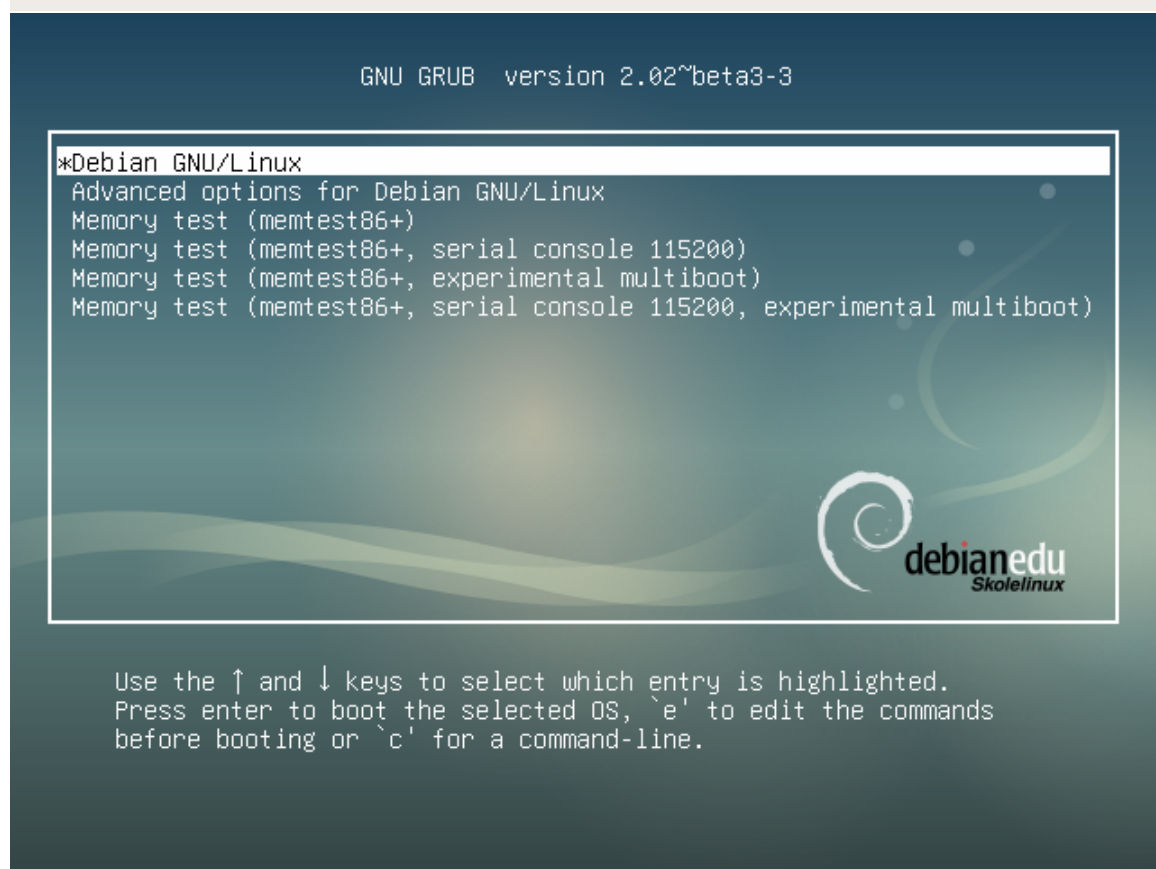 GNU GRUB  version 2.02~beta3-3
*Debian GNU/Linux
Advanced options for Debian GNU/Linux
Memory test (memtest86+)
Memory test (memtest86+, serial console 115200)
Memory test (memtest86+, experimental multiboot)
Memory test (memtest86+, serial console 115200, experimental multiboot)
debianedu
Skolelinux
Use the ↑ and ↓ keys to select which entry is highlighted.
Press enter to boot the selected OS, `e' to edit the commands
before booting or `c' for a command-line.